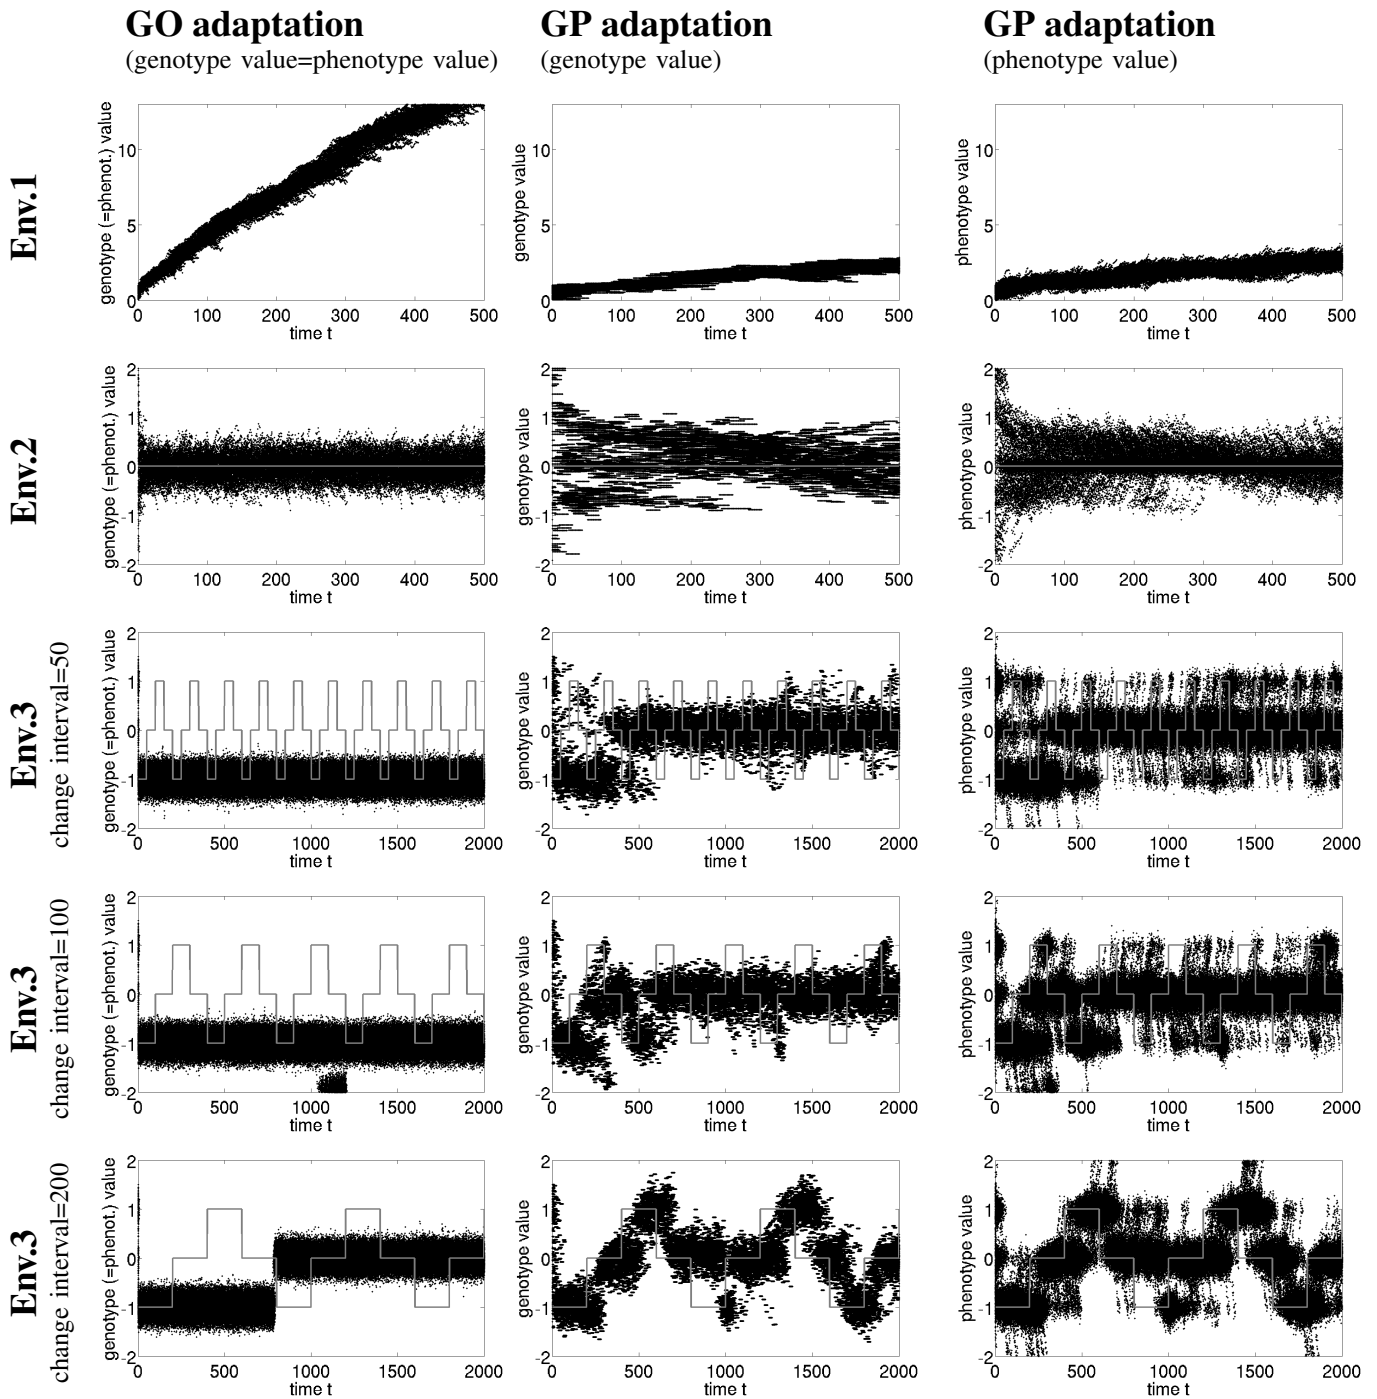 GO adaptation
(genotype value=phenotype value)
GP adaptation
(genotype value)
GP adaptation
(phenotype value)
Env.1
genotype (=phenot.) value
10
5
0
0 100 200 300 400 500
time t
genotype value
10
5
0
0 100 200 300 400 500
time t
phenotype value
10
5
0
0 100 200 300 400 500
time t
Env.2
genotype (=phenot.) value
2
1
0
-1
-2
0 100 200 300 400 500
time t
genotype value
2
1
0
-1
-2
0 100 200 300 400 500
time t
phenotype value
2
1
0
-1
-2
0 100 200 300 400 500
time t
Env.3
change interval=50
genotype (=phenot.) value
2
1
0
-1
-2
0 500 1000 1500 2000
time t
genotype value
2
1
0
-1
-2
0 500 1000 1500 2000
time t
phenotype value
2
1
0
-1
-2
0 500 1000 1500 2000
time t
Env.3
change interval=100
genotype (=phenot.) value
2
1
0
-1
-2
0 500 1000 1500 2000
time t
genotype value
2
1
0
-1
-2
0 500 1000 1500 2000
time t
phenotype value
2
1
0
-1
-2
0 500 1000 1500 2000
time t
Env.3
change interval=200
genotype (=phenot.) value
2
1
0
-1
-2
0 500 1000 1500 2000
time t
genotype value
2
1
0
-1
-2
0 500 1000 1500 2000
time t
phenotype value
2
1
0
-1
-2
0 500 1000 1500 2000
time t